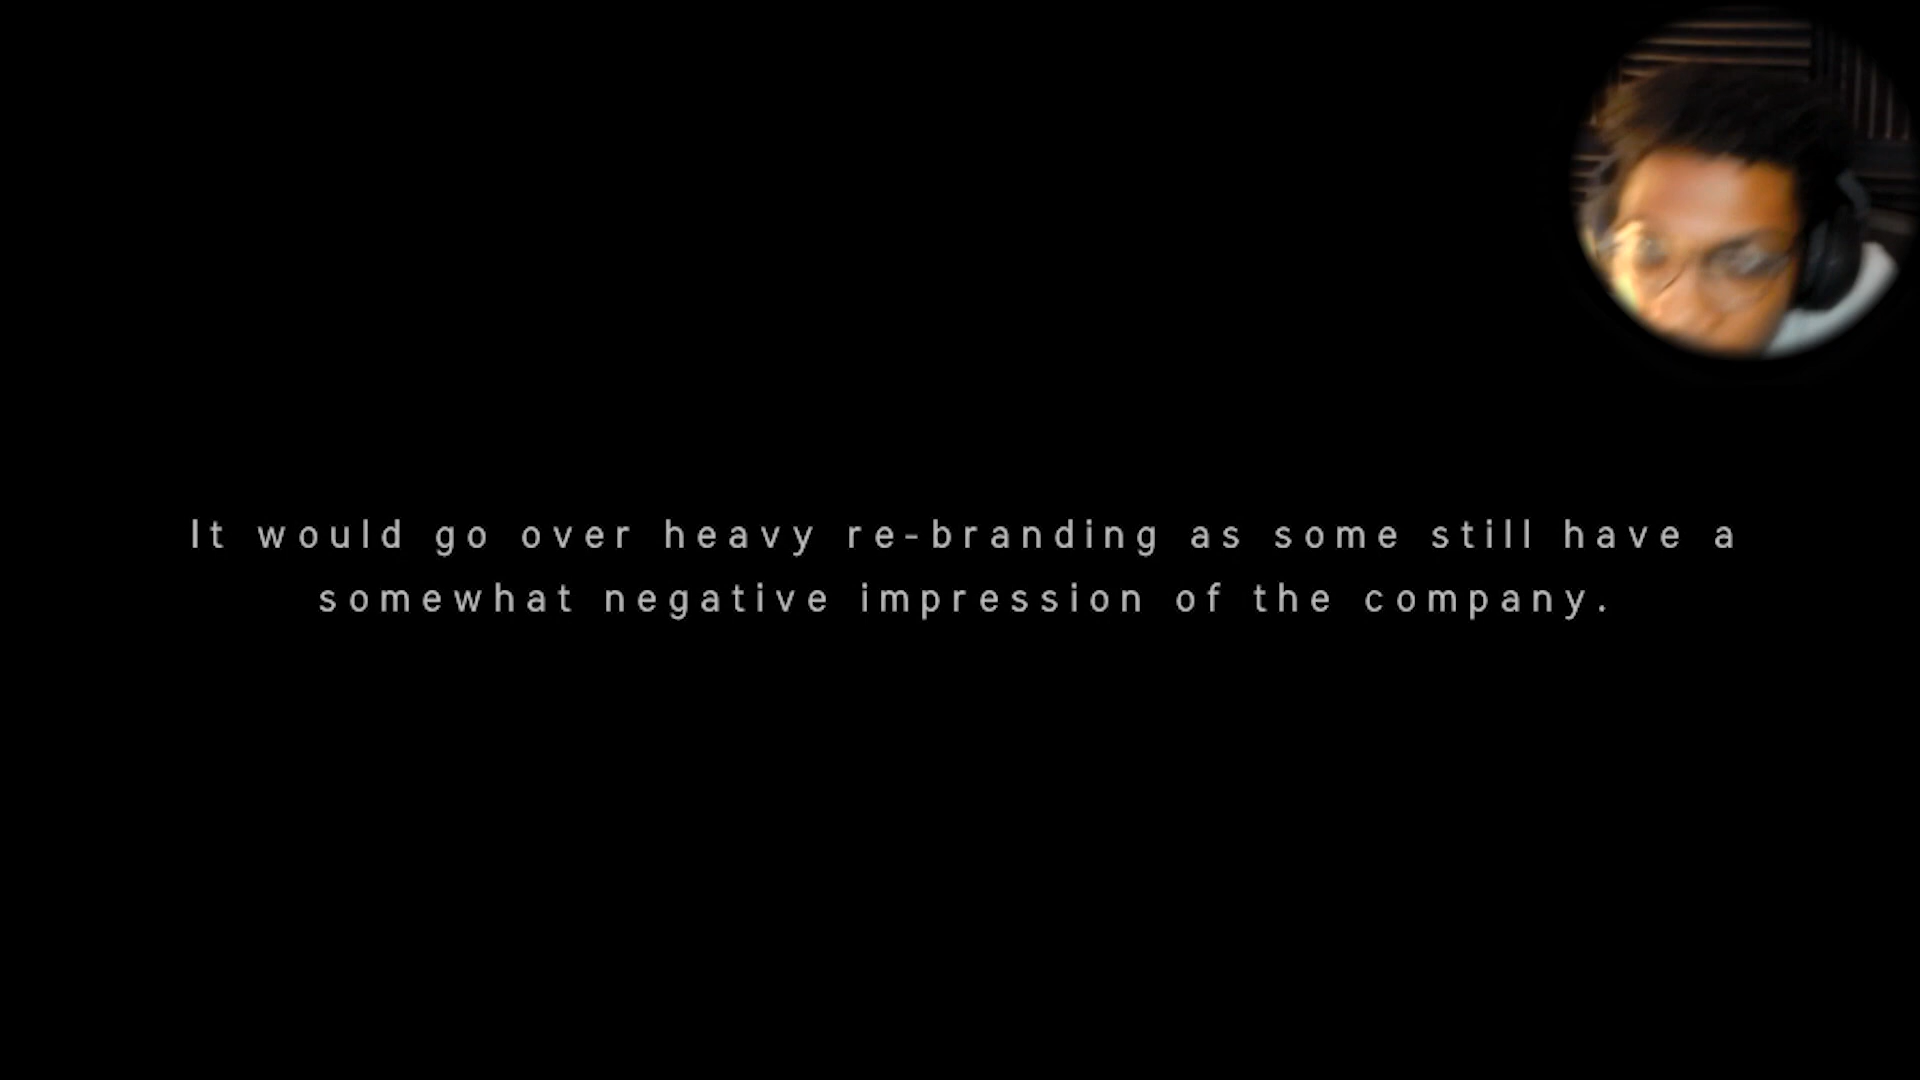 It would go over heavy re-branding as some still have a
somewhat negative impression of the company.